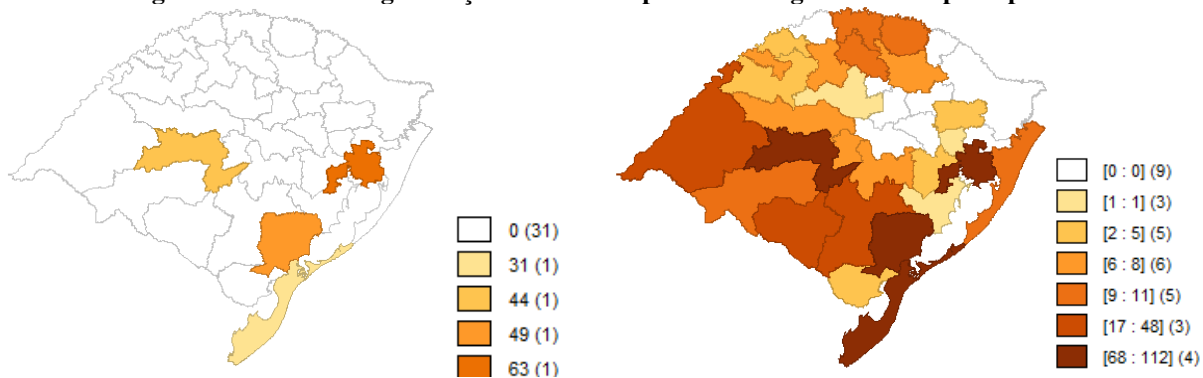 0 (31)
31 (1)
44 (1)
49 (1)
63 (1)
[0 : 0] (9)
[1 : 1] (3)
[2 : 5] (5)
[6 : 8] (6)
[9 : 11] (5)
[17 : 48] (3)
[68 : 112] (4)